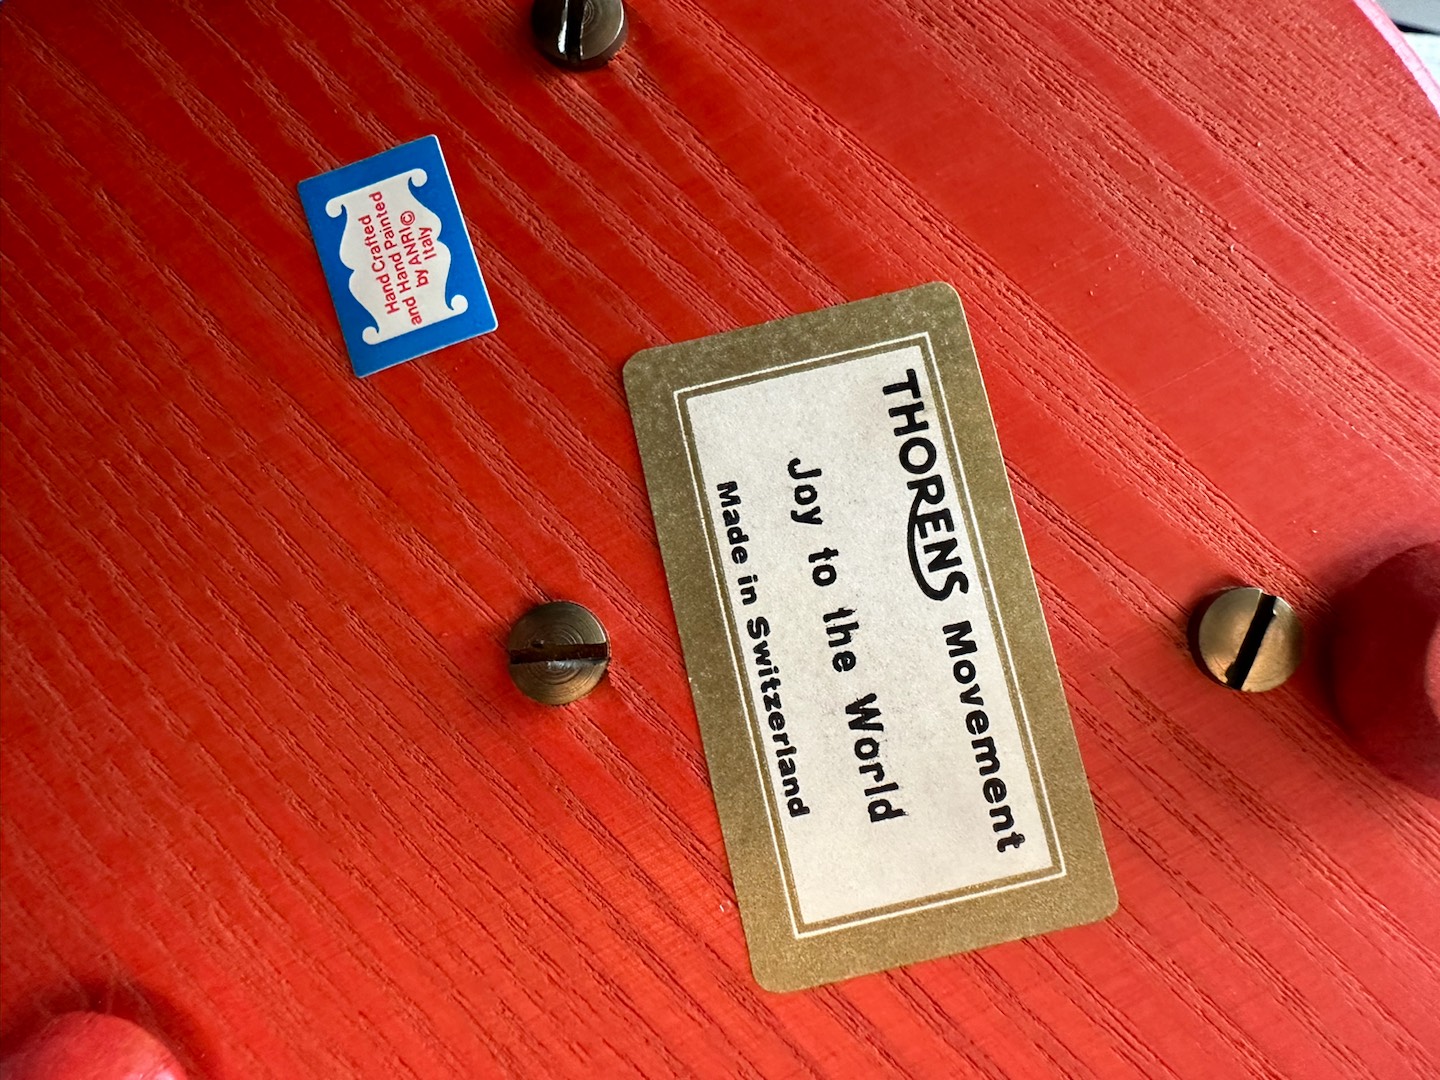 Hand Crafted
and Hand Painted
by ANRI©
Italy
THORENS Movement
Joy to the World
Made in Switzerland